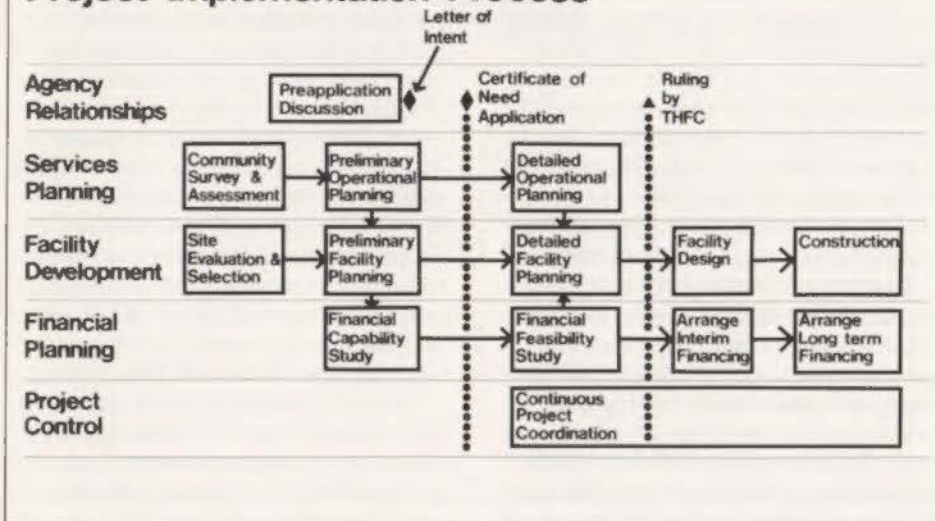 Letter of
Intent
Agency
Relationships
Preapplication
Discussion
Certificate of
Need
Application
Ruling
by
THFC
Services
Planning
Community
Survey &
Assessment
Preliminary
Operational
Planning
Detailed
Operational
Planning
Facility
Development
Site
Evaluation &
Selection
Preliminary
Facility
Planning
Detailed
Facility
Planning
Facility
Design
Construction
Financial
Planning
Financial
Capability
Study
Financial
Feasibility
Study
Arrange
Interim
Financing
Arrange
Long term
Financing
Project
Control
Continuous
Project
Coordination